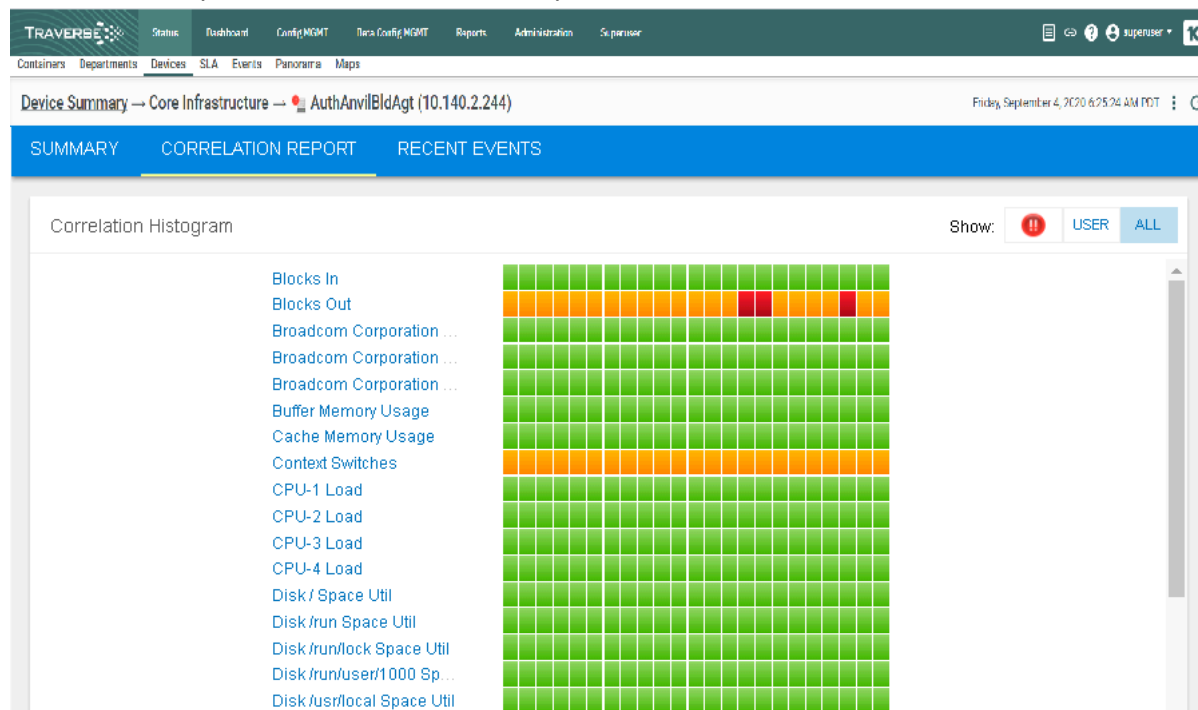 TRAVERSE Status Dashboard Config MGMT Data Config MGMT Reports Administration Superuser superuser
Containers Departments Devices SLA Events Panorama Maps
Device Summary → Core Infrastructure → AuthAnvilBldAgt (10.140.2.244) Friday, September 4, 2020 6:25:24 AM PDT
SUMMARY CORRELATION REPORT RECENT EVENTS
Correlation Histogram Show: USER ALL
Blocks In
Blocks Out
Broadcom Corporation ...
Broadcom Corporation ...
Broadcom Corporation ...
Buffer Memory Usage
Cache Memory Usage
Context Switches
CPU-1 Load
CPU-2 Load
CPU-3 Load
CPU-4 Load
Disk / Space Util
Disk /run Space Util
Disk /run/lock Space Util
Disk /run/user/1000 Sp...
Disk /usr/local Space Util